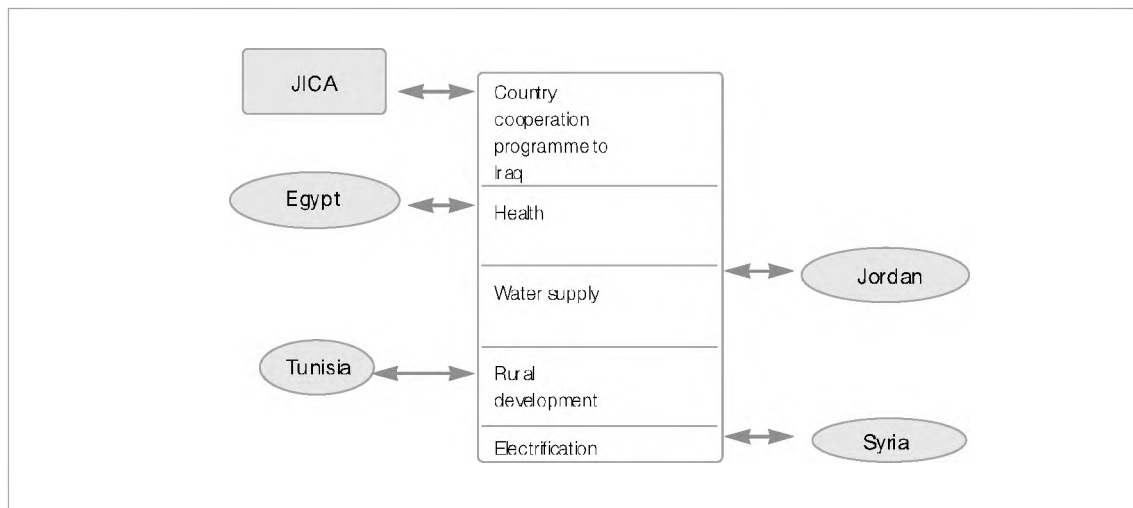 JICA
Country
cooperation
programme to
Iraq
Egypt
Health
Jordan
Water supply
Tunisia
Rural
development
Syria
Electrification